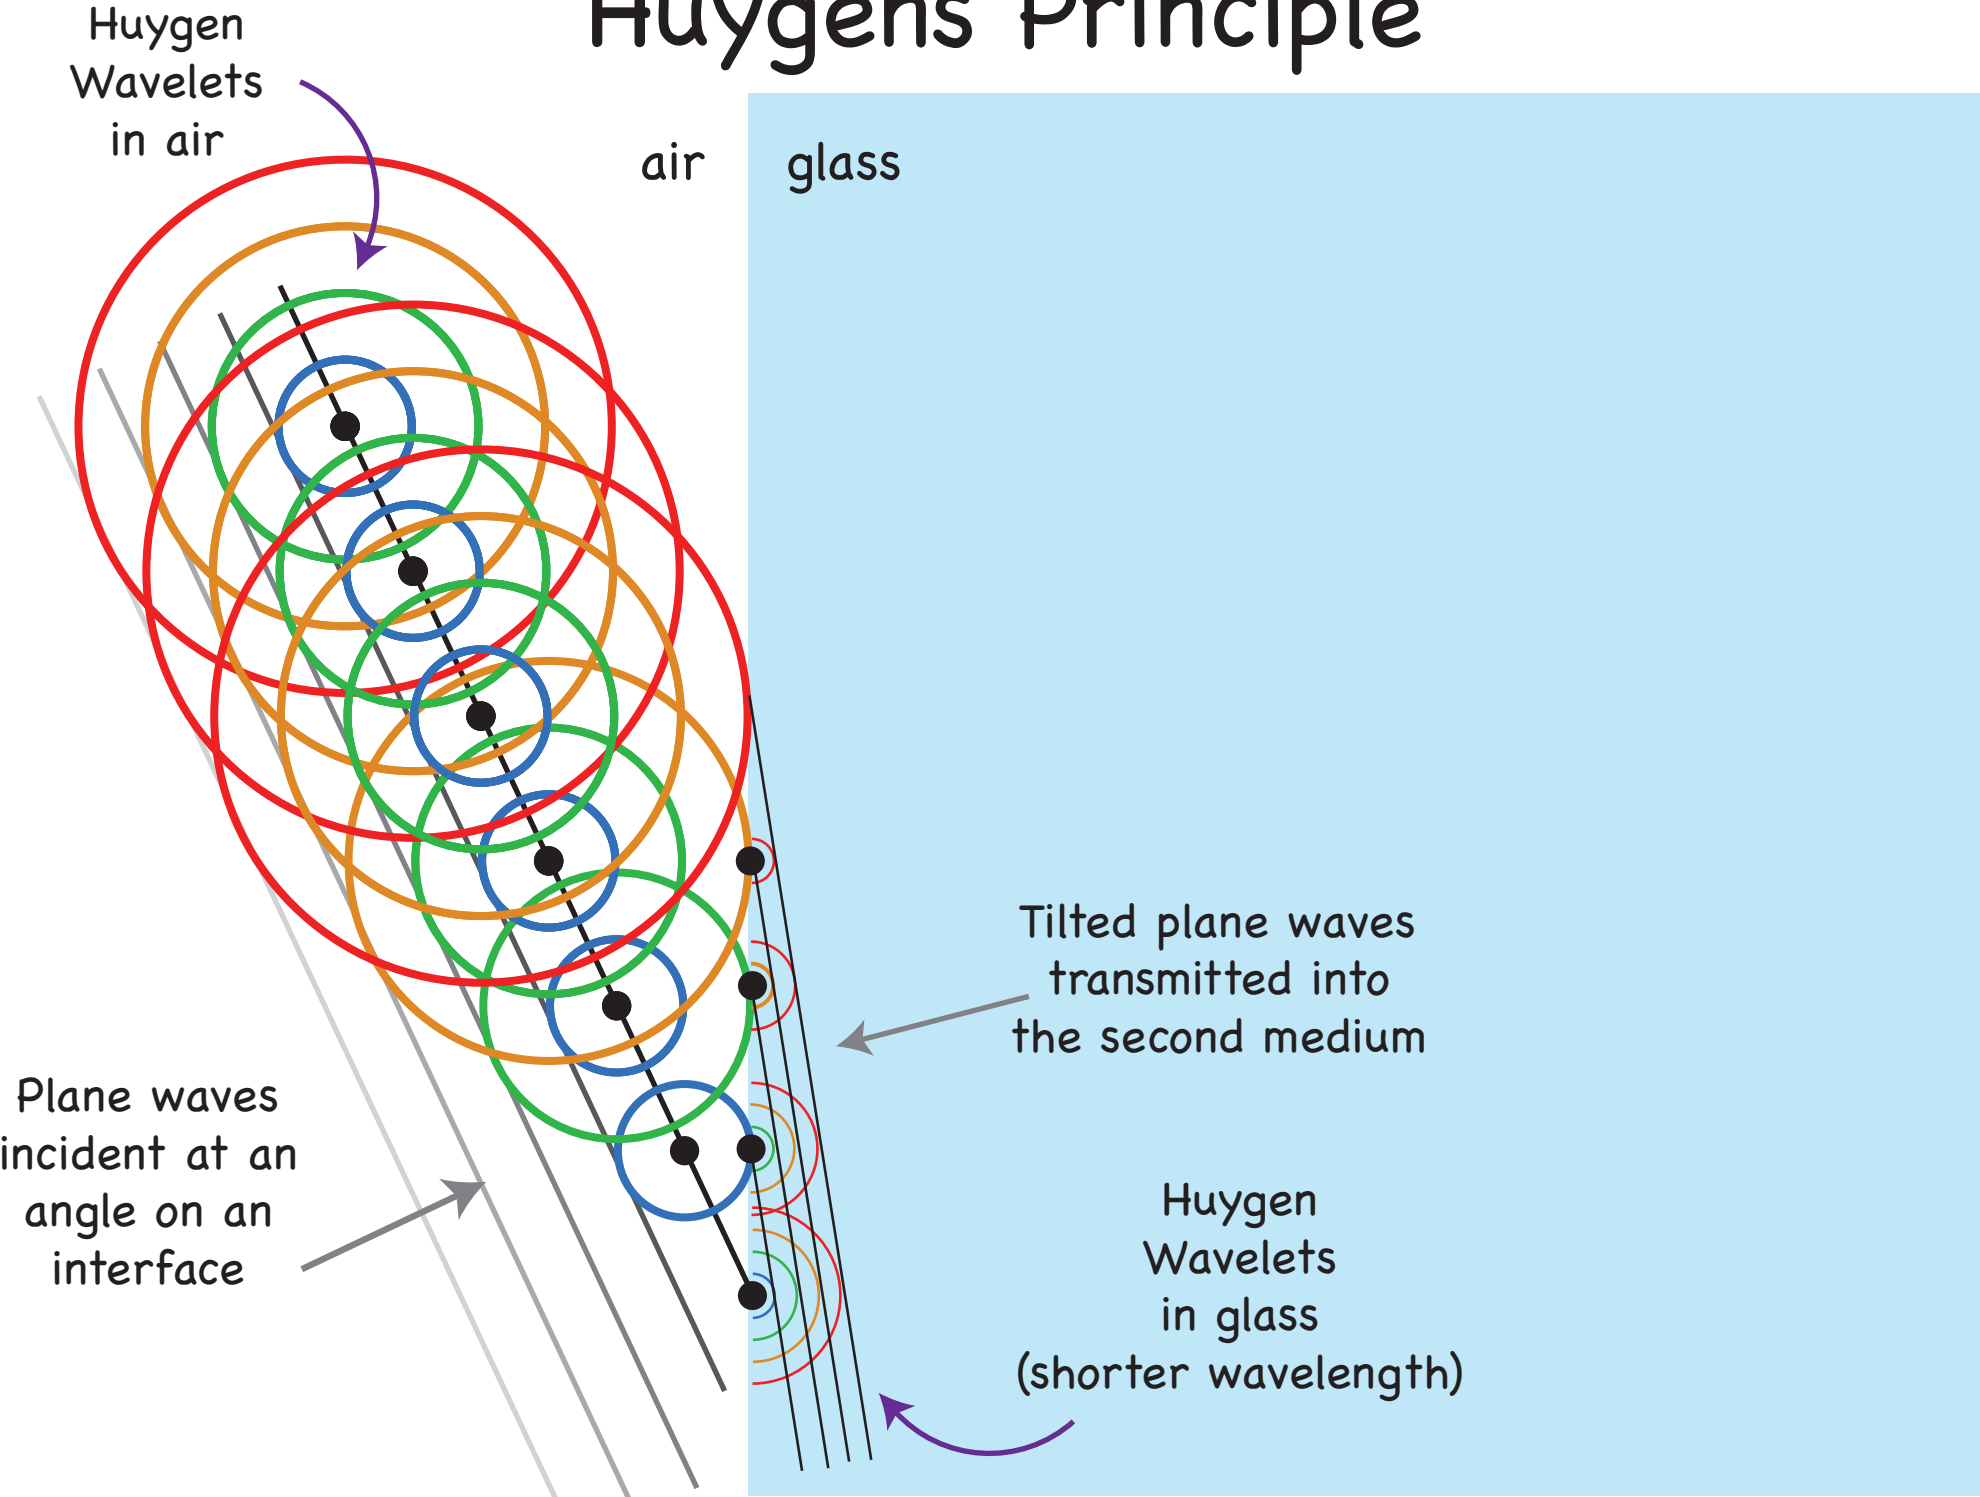 Huygens Principle
Huygen
Wavelets
in air
air
glass
Tilted plane waves
transmitted into
the second medium
Plane waves
incident at an
angle on an
interface
Huygen
Wavelets
in glass
(shorter wavelength)